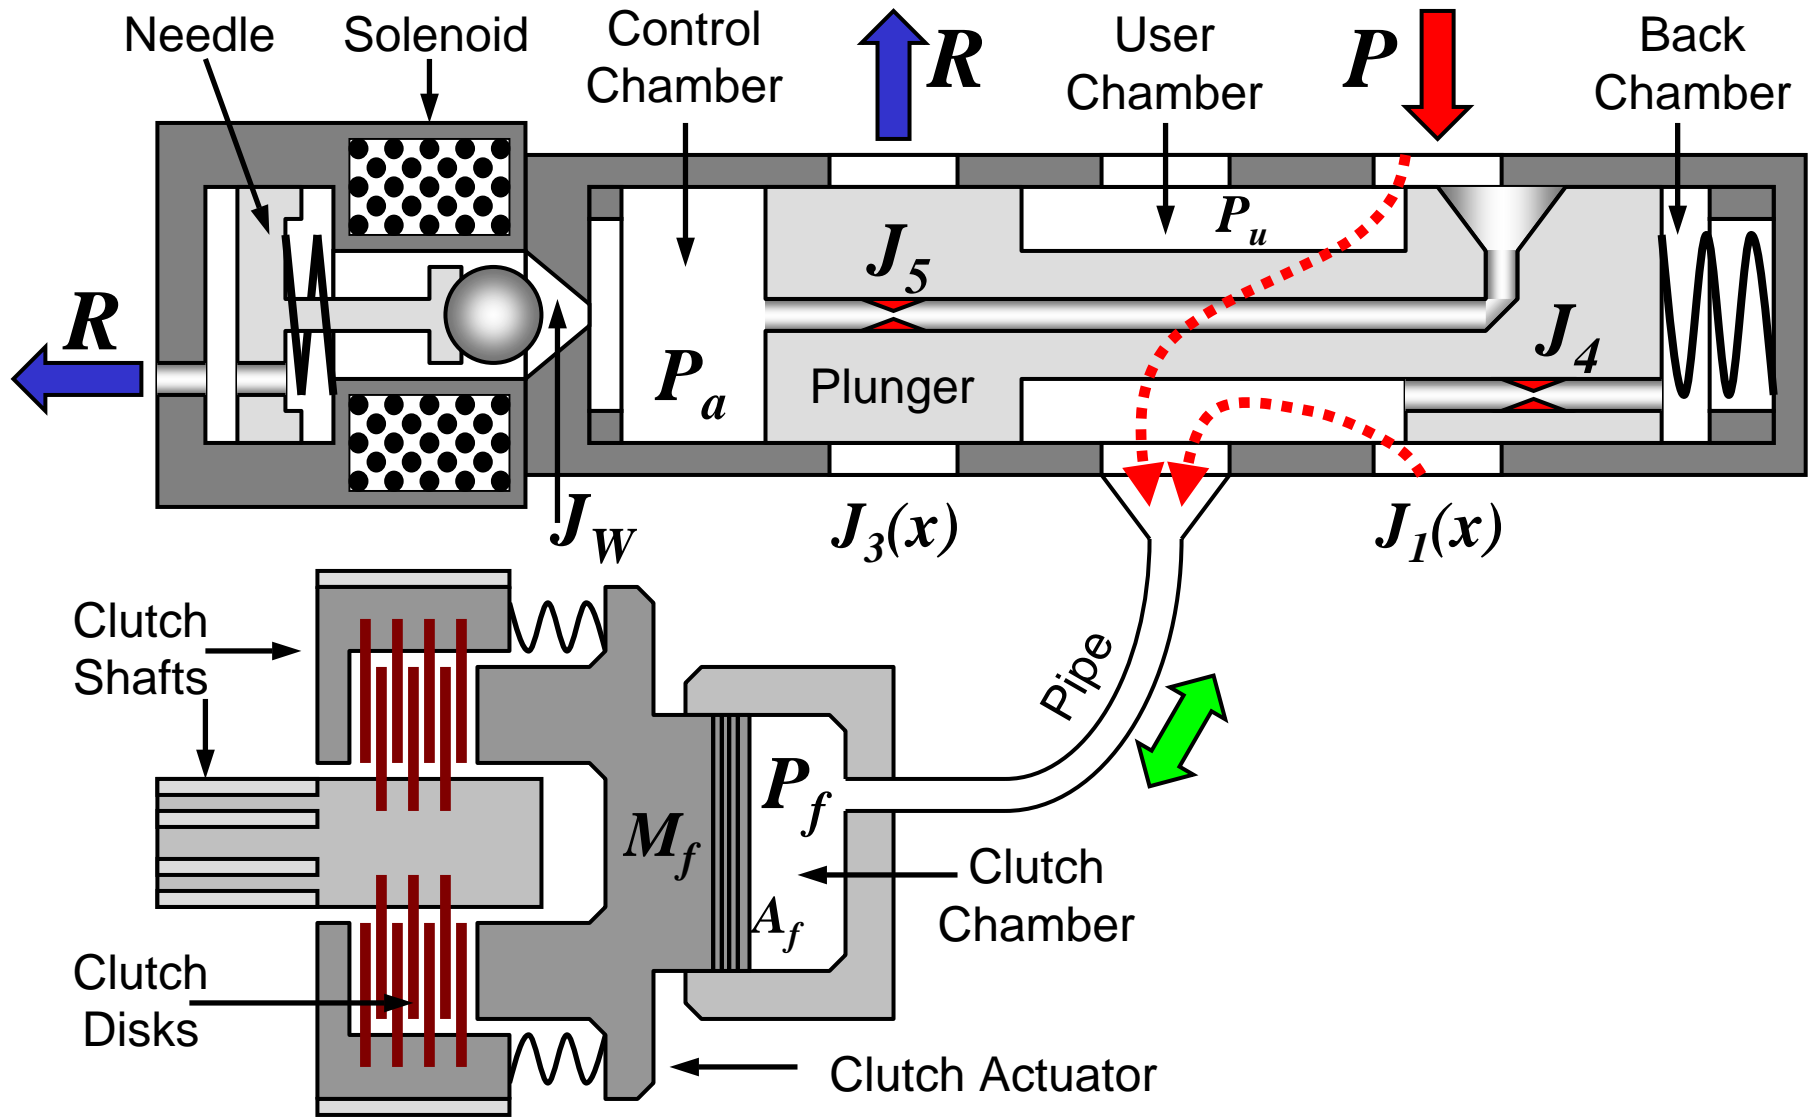 Needle
Solenoid
Control
Chamber
R
User
Chamber
P
Back
Chamber
P_u
J_5
R
J_4
P_a
Plunger
J_W
J_3(x)
J_1(x)
Clutch
Shafts
Pipe
P_f
M_f
Clutch
Chamber
A_f
Clutch
Disks
Clutch Actuator